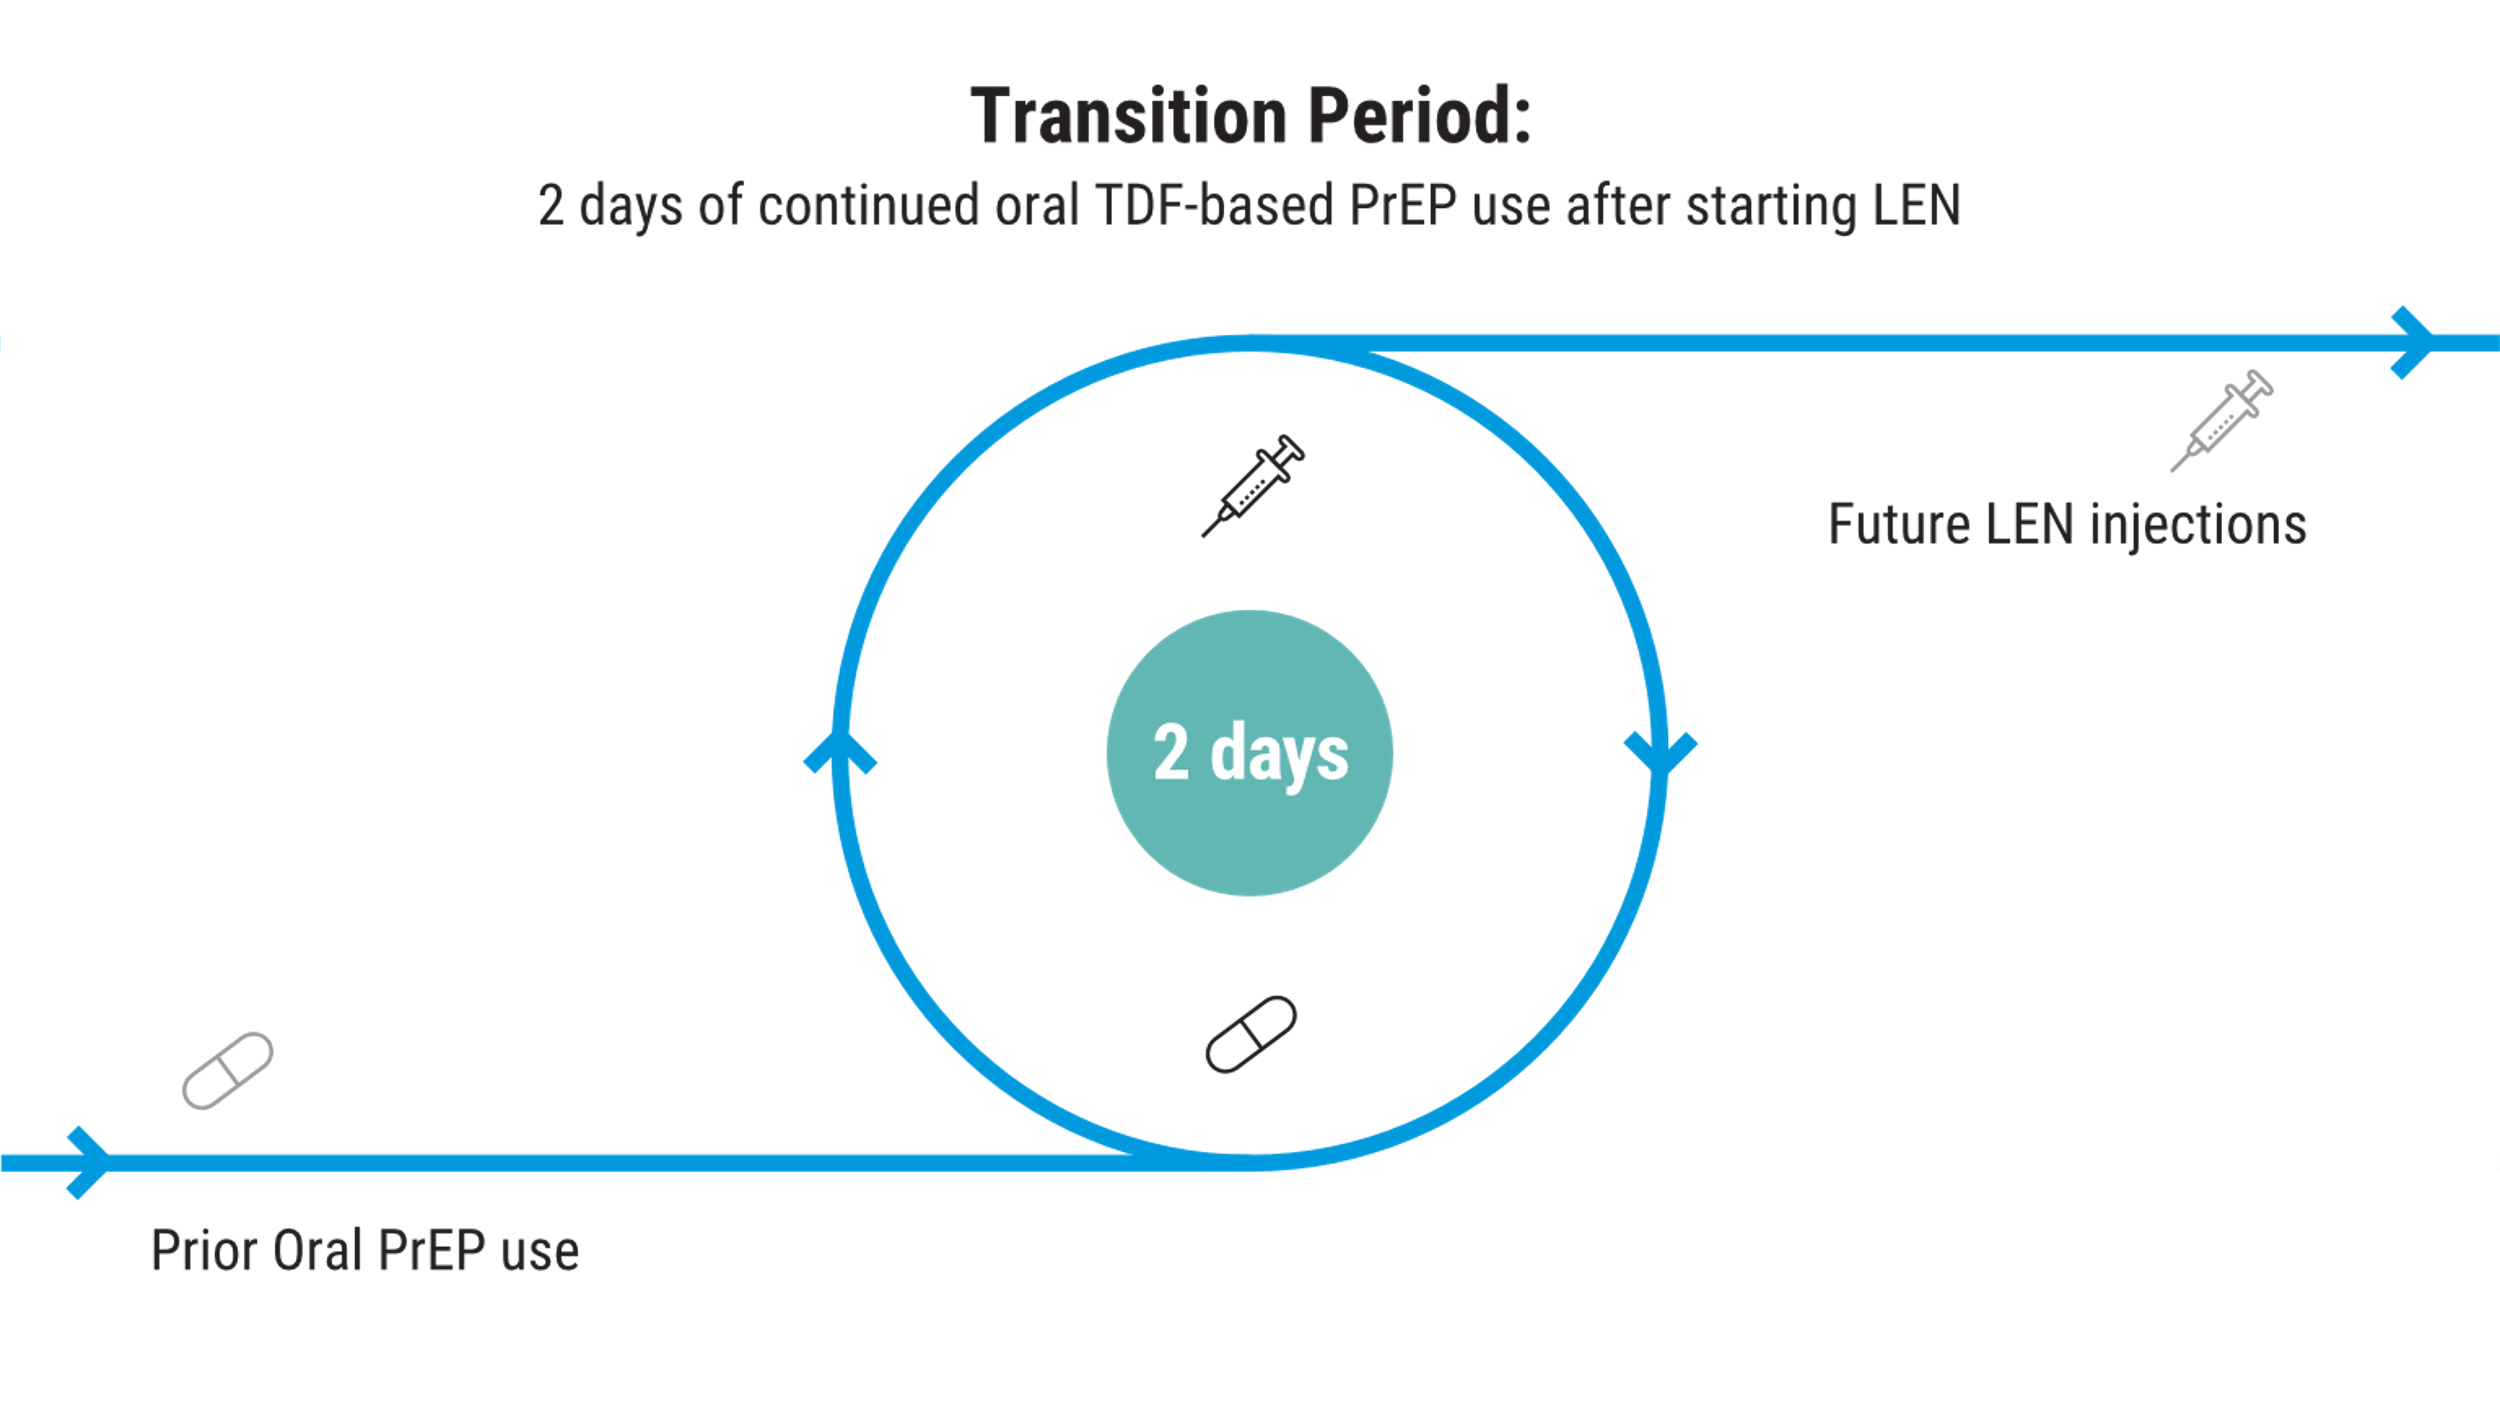 Transition Period:
2 days of continued oral TDF-based PrEP use after starting LEN
Future LEN injections
2 days
Prior Oral PrEP use